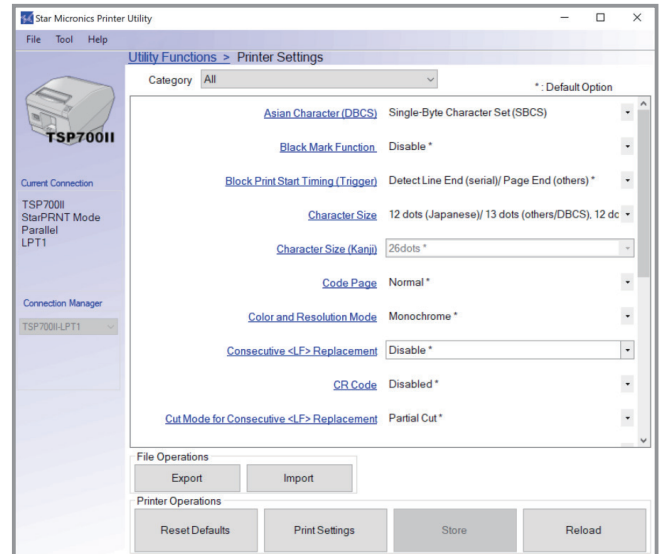 Star Micronics Printer Utility
File Tool Help
Utility Functions > Printer Settings
Category All
* : Default Option
TSP700II
Current Connection
TSP700II
StarPRNT Mode
Parallel
LPT1
Connection Manager
TSP700II-LPT1
Asian Character (DBCS) Single-Byte Character Set (SBCS)
Black Mark Function Disable *
Block Print Start Timing (Trigger) Detect Line End (serial)/ Page End (others) *
Character Size 12 dots (Japanese)/ 13 dots (others/DBCS), 12 dc
Character Size (Kanji) 26dots *
Code Page Normal *
Color and Resolution Mode Monochrome *
Consecutive <LF> Replacement Disable *
CR Code Disabled *
Cut Mode for Consecutive <LF> Replacement Partial Cut *
File Operations
Export Import
Printer Operations
Reset Defaults Print Settings Store Reload